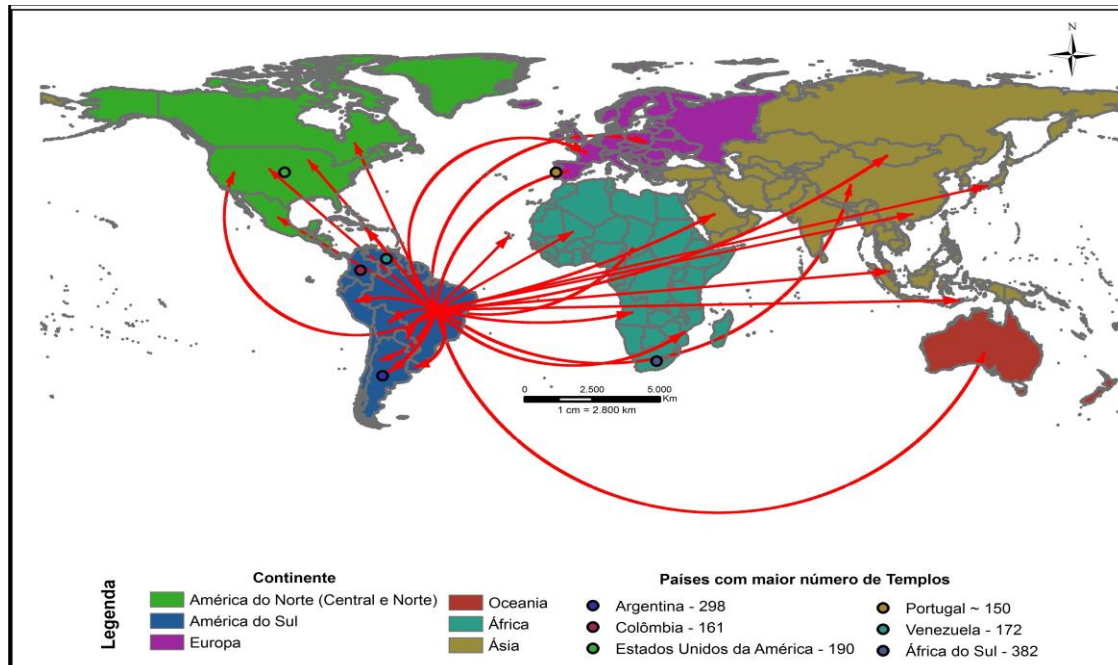 N
0 2.500 5.000
Km
1 cm = 2.800 km
Legenda
Continente
América do Norte (Central e Norte)
América do Sul
Europa
Oceania
África
Ásia
Países com maior número de Templos
Argentina - 298
Colômbia - 161
Estados Unidos da América - 190
Portugal ~ 150
Venezuela - 172
África do Sul - 382